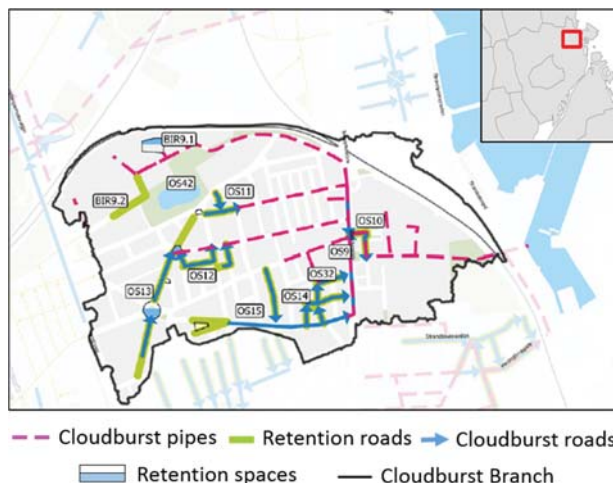 BIR9.1
OS42
BIR9.2
OS11
OS10
OS9
OS12
OS32
OS13
OS14
OS15
Strandvænget
Cloudburst pipes
Retention roads
Cloudburst roads
Retention spaces
Cloudburst Branch